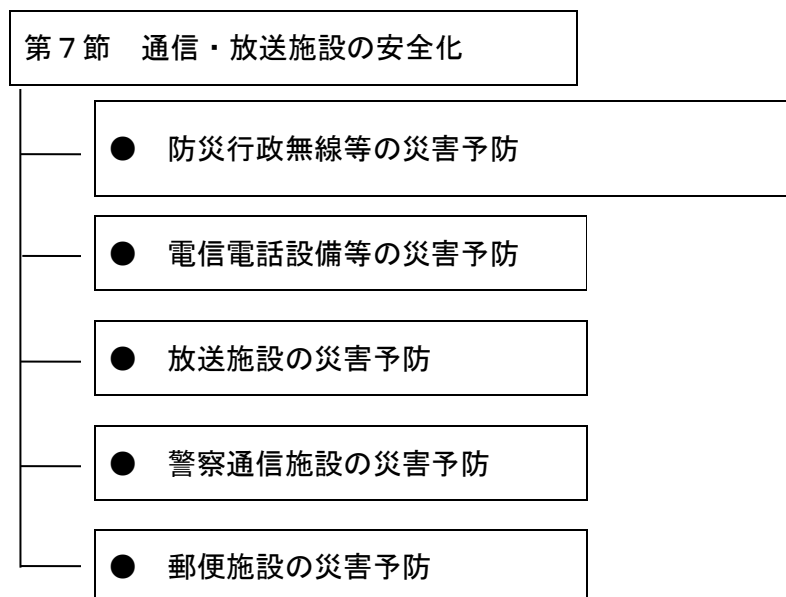 第７節　通信・放送施設の安全化
●　防災行政無線等の災害予防
●　電信電話設備等の災害予防
●　放送施設の災害予防
●　警察通信施設の災害予防
●　郵便施設の災害予防